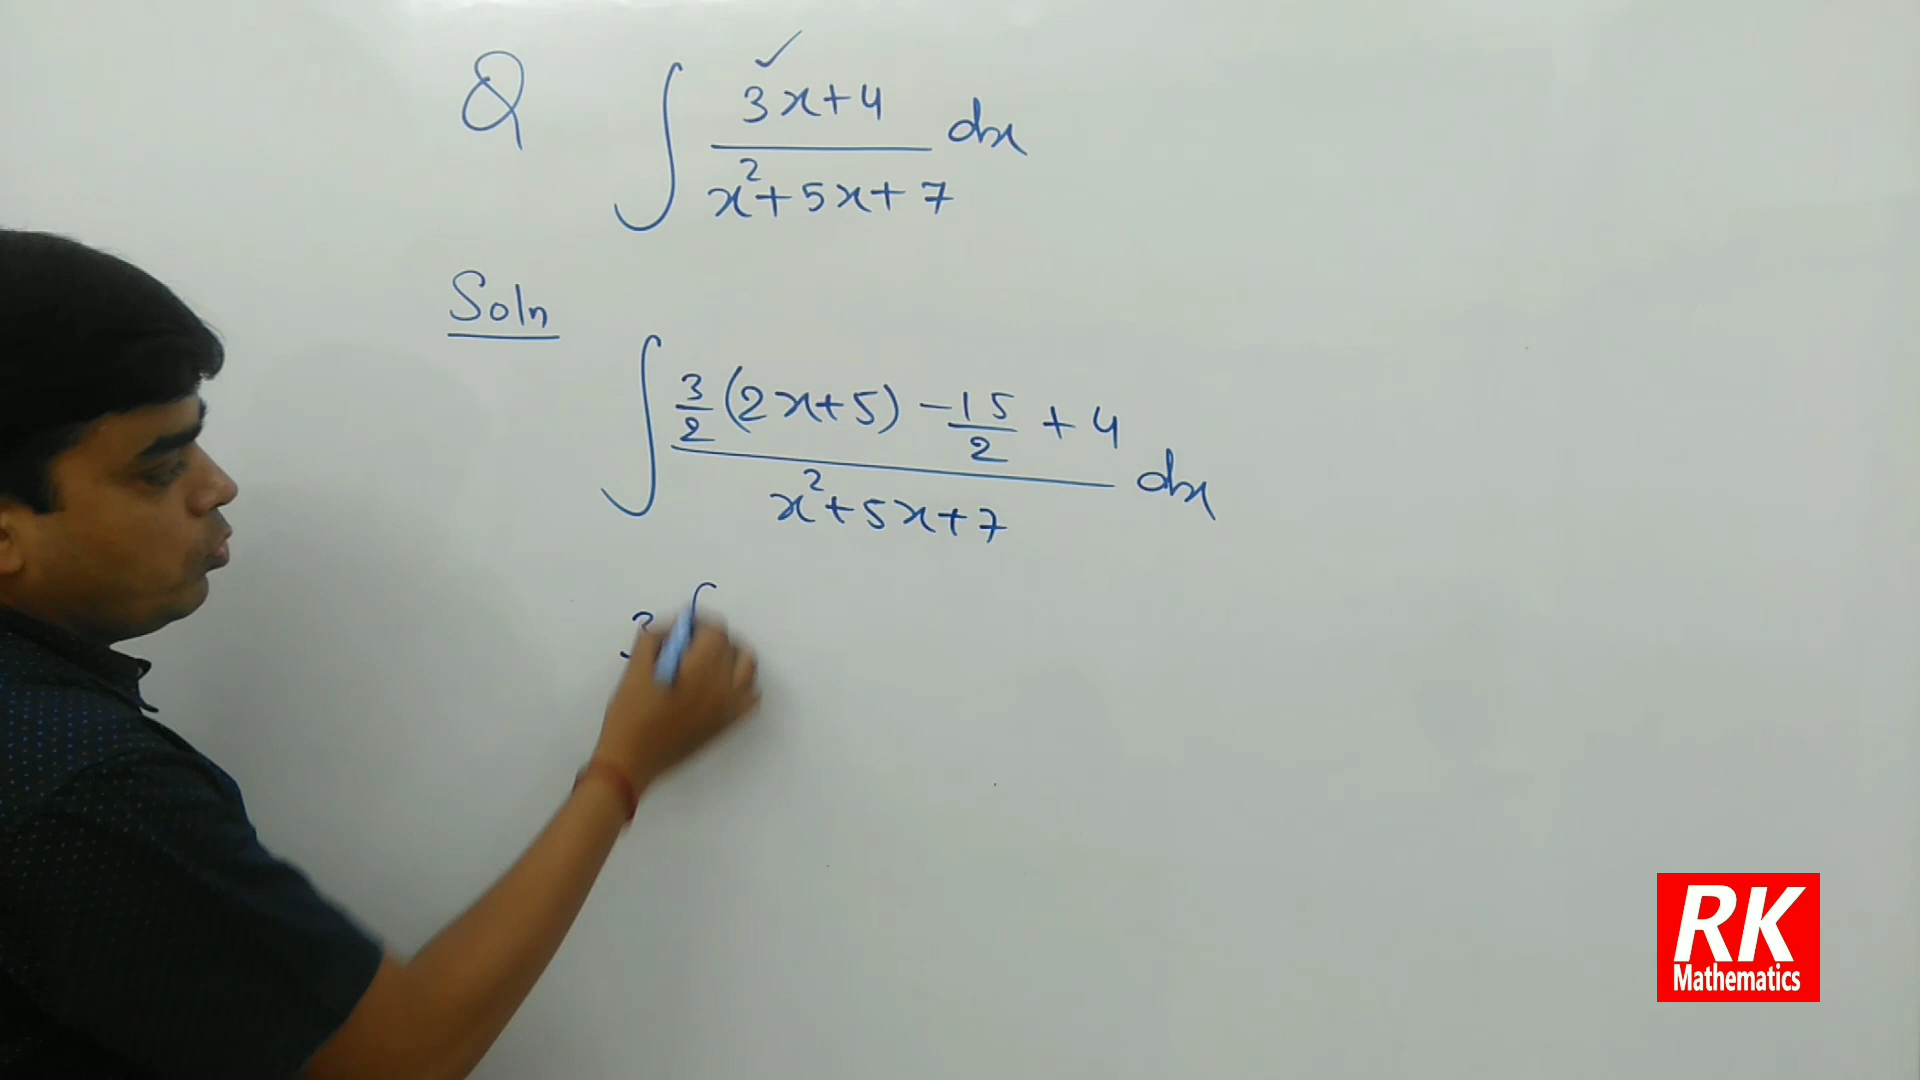 Q ∫ (3x+4)/(x²+5x+7) dx ✓
Soln
∫ (3/2 (2x+5) - 15/2 + 4)/(x²+5x+7) dx
3 ∫
RK
Mathematics